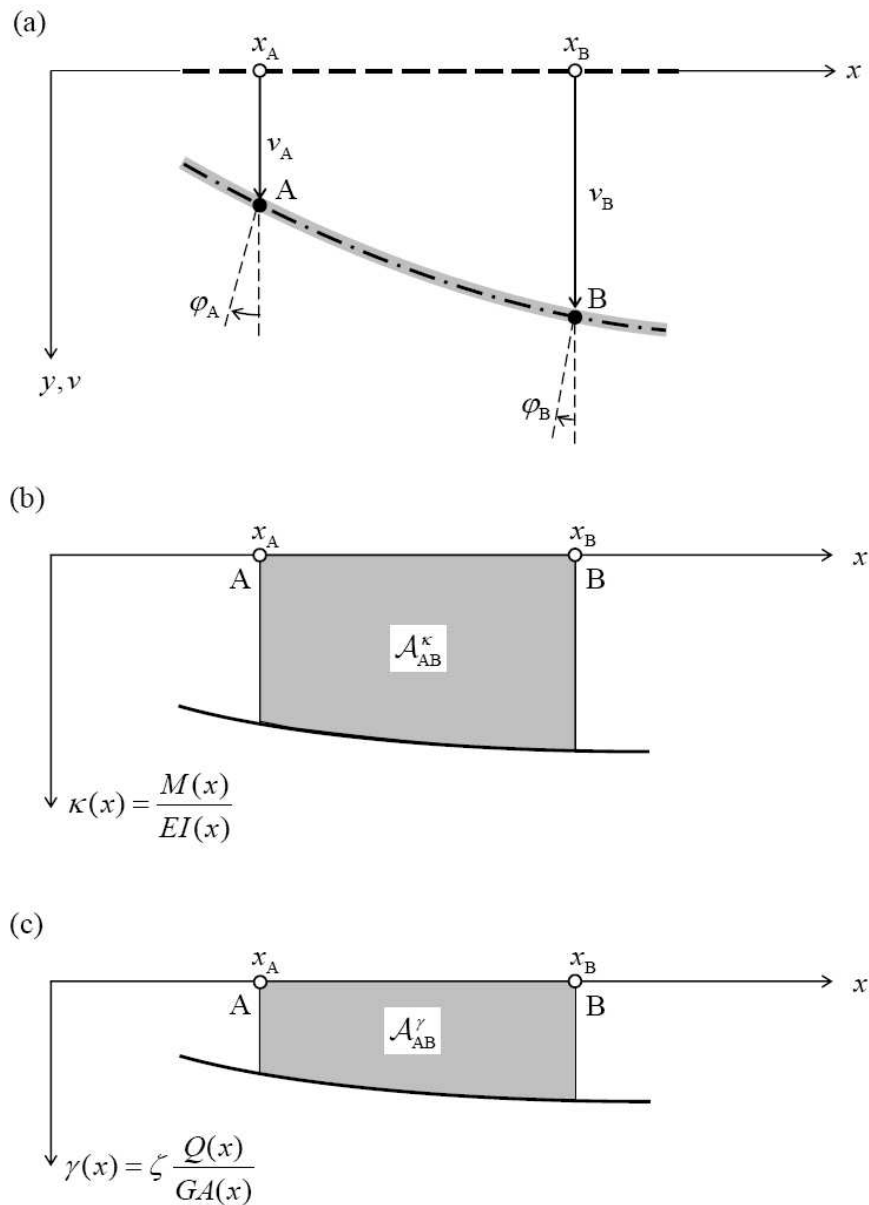 (a)
x_A x_B
x
v_A
A
v_B
B
φ_A
y, v
φ_B
(b)
x_A x_B
x
A B
𝒜_AB^κ
κ(x) = M(x) / EI(x)
(c)
x_A x_B
x
A B
𝒜_AB^γ
γ(x) = ζ Q(x) / GA(x)